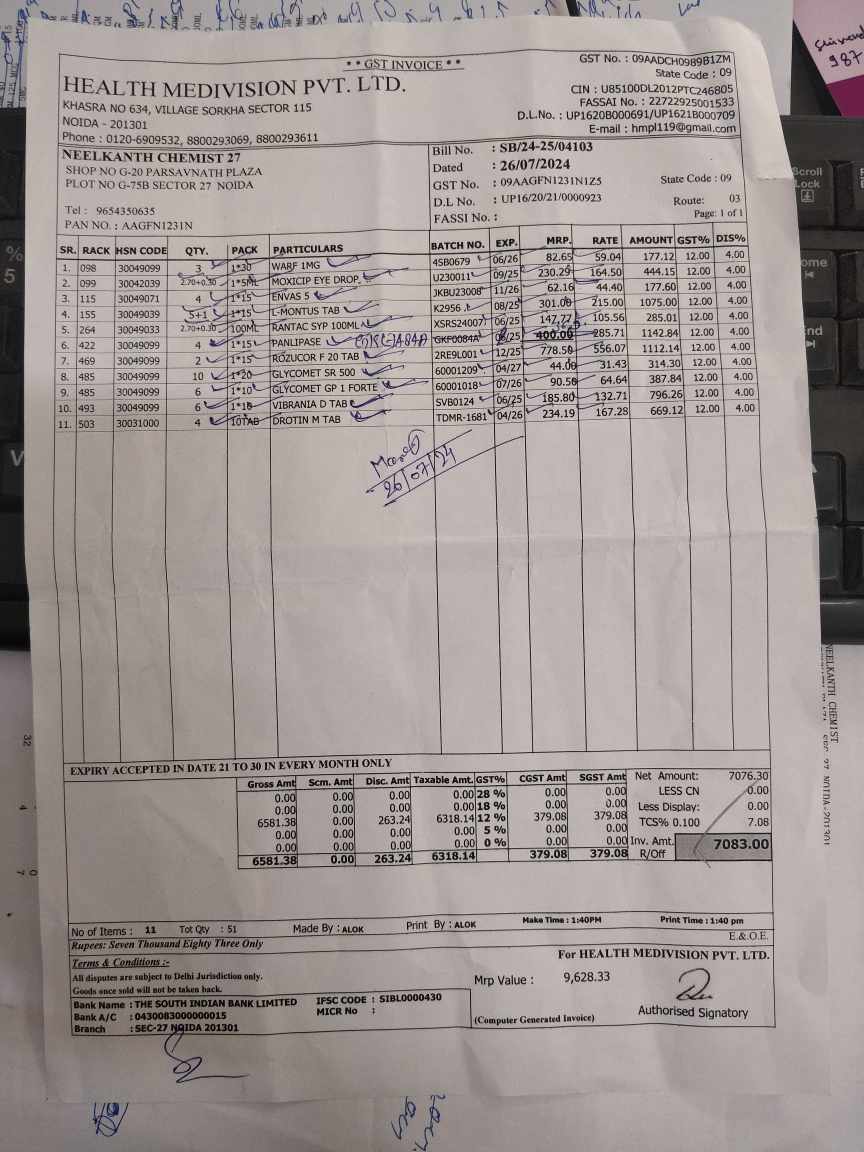 * * GST INVOICE * *
HEALTH MEDIVISION PVT. LTD.
KHASRA NO 634, VILLAGE SORKHA SECTOR 115
NOIDA - 201301
Phone : 0120-6909532, 8800293069, 8800293611
GST No. : 09AADCH0989B1ZM
State Code : 09
CIN : U85100DL2012PTC246805
FASSAI No. : 22722925001533
D.L.No. : UP1620B000691/UP1621B000709
E-mail : hmpl119@gmail.com
NEELKANTH CHEMIST 27
SHOP NO G-20 PARSAVNATH PLAZA
PLOT NO G-75B SECTOR 27 NOIDA
Tel : 9654350635
PAN NO. : AAGFN1231N
Bill No. : SB/24-25/04103
Dated : 26/07/2024
GST No. : 09AAGFN1231N1Z5 State Code : 09
D.L No. : UP16/20/21/0000923 Route: 03
FASSI No. : Page: 1 of 1
SR. RACK HSN CODE QTY. PACK PARTICULARS BATCH NO. EXP. MRP. RATE AMOUNT GST% DIS%
1. 098 30049099 3 1*30 WARF 1MG 4SB0679 06/26 82.65 59.04 177.12 12.00 4.00
2. 099 30042039 2.70+0.30 1*5ML MOXICIP EYE DROP U230011 09/25 230.29 164.50 444.15 12.00 4.00
3. 115 30049071 4 1*15 ENVAS 5 JKBU23008 11/26 62.16 44.40 177.60 12.00 4.00
4. 155 30049039 5+1 1*15 L-MONTUS TAB K2956 08/25 301.00 215.00 1075.00 12.00 4.00
5. 264 30049033 2.70+0.30 100ML RANTAC SYP 100ML XSRS24007 06/25 147.77 105.56 285.01 12.00 4.00
6. 422 30049099 4 1*15 PANLIPASE GKF0084A 08/25 400.00 285.71 1142.84 12.00 4.00
7. 469 30049099 2 1*15 ROZUCOR F 20 TAB 2RE9L001 12/25 778.50 556.07 1112.14 12.00 4.00
8. 485 30049099 10 1*20 GLYCOMET SR 500 60001209 04/27 44.00 31.43 314.30 12.00 4.00
9. 485 30049099 6 1*10 GLYCOMET GP 1 FORTE 60001018 07/26 90.50 64.64 387.84 12.00 4.00
10. 493 30049099 6 1*10 VIBRANIA D TAB SVB0124 06/25 185.80 132.71 796.26 12.00 4.00
11. 503 30031000 4 10TAB DROTIN M TAB TDMR-1681 04/26 234.19 167.28 669.12 12.00 4.00
26/07/24
EXPIRY ACCEPTED IN DATE 21 TO 30 IN EVERY MONTH ONLY
Gross Amt Scm. Amt Disc. Amt Taxable Amt. GST% CGST Amt SGST Amt
0.00 0.00 0.00 0.00 28 % 0.00 0.00
0.00 0.00 0.00 0.00 18 % 0.00 0.00
6581.38 0.00 263.24 6318.14 12 % 379.08 379.08
0.00 0.00 0.00 0.00 5 % 0.00 0.00
0.00 0.00 0.00 0.00 0 % 0.00 0.00
6581.38 0.00 263.24 6318.14 379.08 379.08
Net Amount: 7076.30
LESS CN 0.00
Less Display: 0.00
TCS% 0.100 7.08
Inv. Amt. 7083.00
R/Off
No of Items : 11 Tot Qty : 51 Made By : ALOK Print By : ALOK Make Time : 1:40PM Print Time : 1:40 pm
Rupees: Seven Thousand Eighty Three Only E.& O.E.
Terms & Conditions :-
All disputes are subject to Delhi Jurisdiction only.
Goods once sold will not be taken back.
Bank Name : THE SOUTH INDIAN BANK LIMITED IFSC CODE : SIBL0000430
Bank A/C : 0430083000000015 MICR No :
Branch : SEC-27 NOIDA 201301
For HEALTH MEDIVISION PVT. LTD.
Mrp Value : 9,628.33
(Computer Generated Invoice) Authorised Signatory
Scroll
Lock
End
NEELKANTH CHEMIST